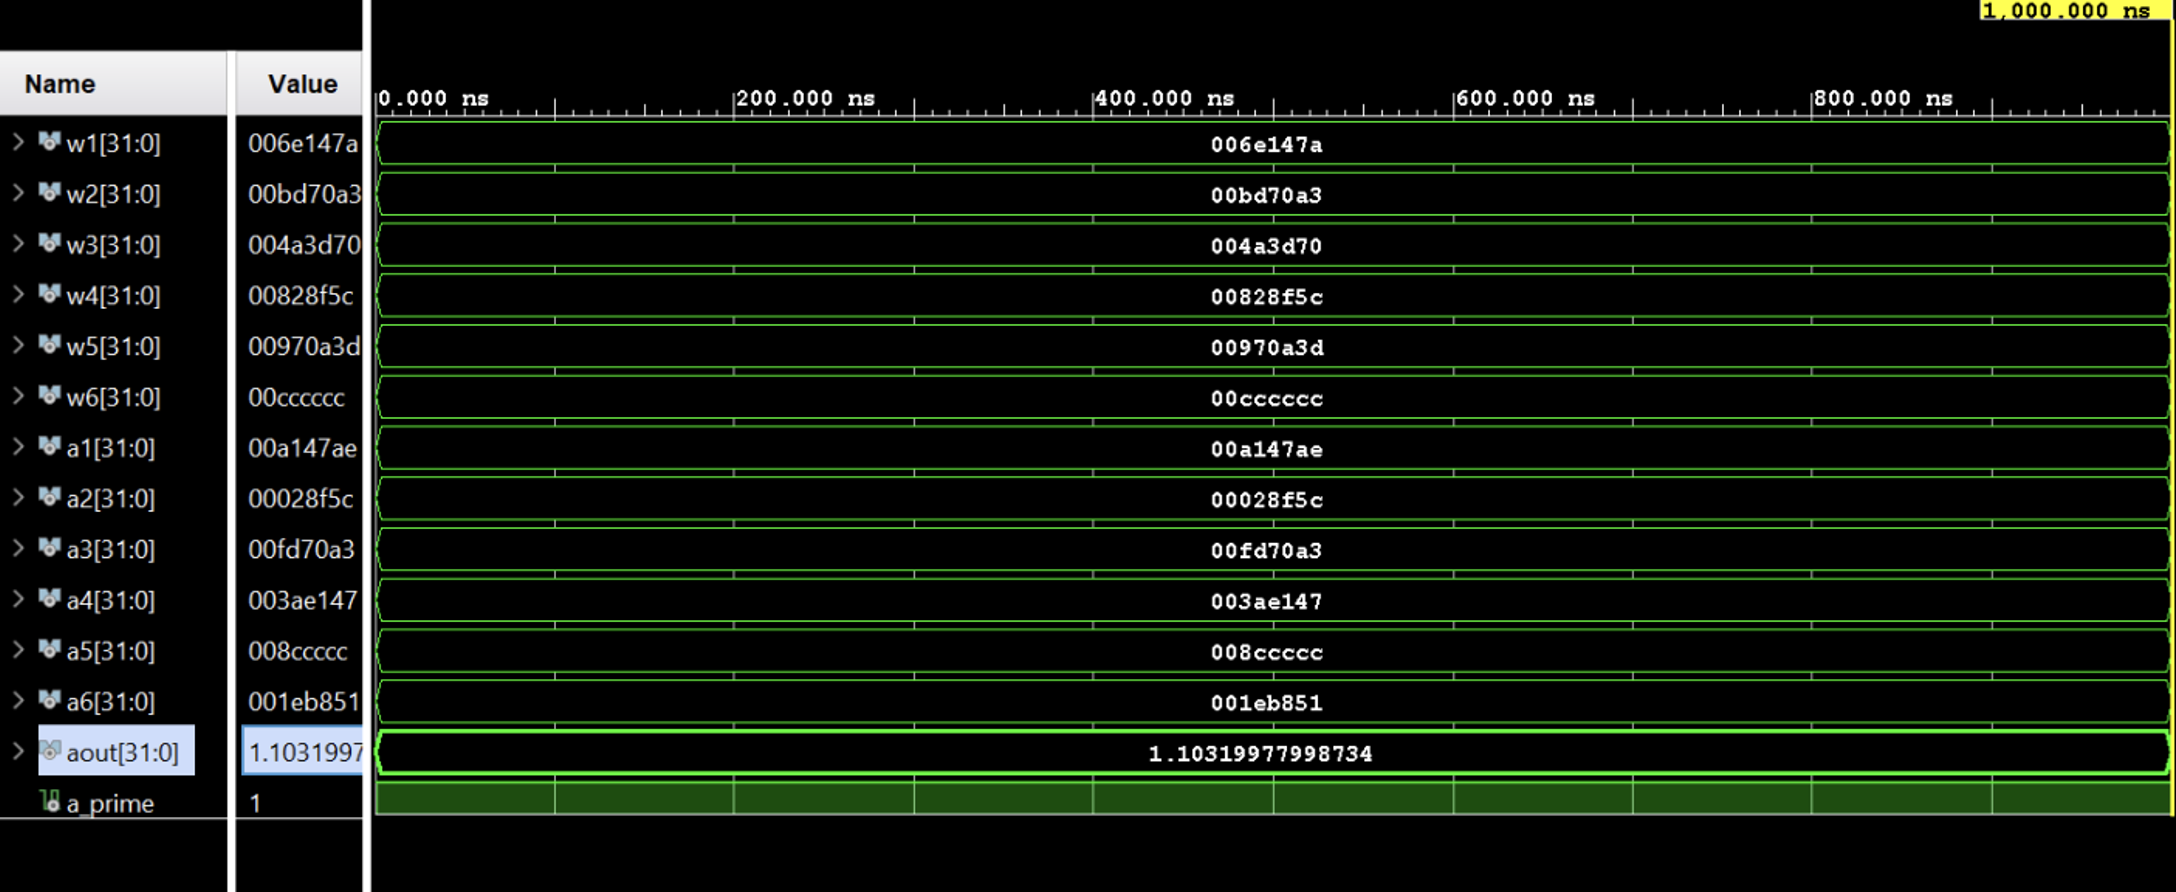 1,000.000 ns
Name Value
0.000 ns 200.000 ns 400.000 ns 600.000 ns 800.000 ns
w1[31:0] 006e147a 006e147a
w2[31:0] 00bd70a3 00bd70a3
w3[31:0] 004a3d70 004a3d70
w4[31:0] 00828f5c 00828f5c
w5[31:0] 00970a3d 00970a3d
w6[31:0] 00cccccc 00cccccc
a1[31:0] 00a147ae 00a147ae
a2[31:0] 00028f5c 00028f5c
a3[31:0] 00fd70a3 00fd70a3
a4[31:0] 003ae147 003ae147
a5[31:0] 008ccccc 008ccccc
a6[31:0] 001eb851 001eb851
aout[31:0] 1.1031997 1.10319977998734
a_prime 1